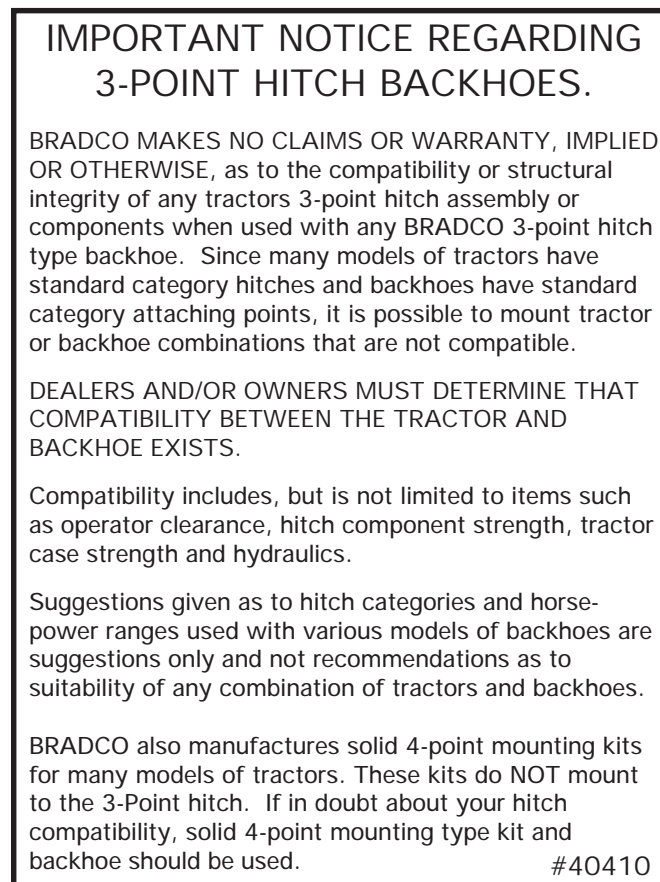 IMPORTANT NOTICE REGARDING
3-POINT HITCH BACKHOES.
BRADCO MAKES NO CLAIMS OR WARRANTY, IMPLIED
OR OTHERWISE, as to the compatibility or structural
integrity of any tractors 3-point hitch assembly or
components when used with any BRADCO 3-point hitch
type backhoe.  Since many models of tractors have
standard category hitches and backhoes have standard
category attaching points, it is possible to mount tractor
or backhoe combinations that are not compatible.
DEALERS AND/OR OWNERS MUST DETERMINE THAT
COMPATIBILITY BETWEEN THE TRACTOR AND
BACKHOE EXISTS.
Compatibility includes, but is not limited to items such
as operator clearance, hitch component strength, tractor
case strength and hydraulics.
Suggestions given as to hitch categories and horse-
power ranges used with various models of backhoes are
suggestions only and not recommendations as to
suitability of any combination of tractors and backhoes.
BRADCO also manufactures solid 4-point mounting kits
for many models of tractors. These kits do NOT mount
to the 3-Point hitch.  If in doubt about your hitch
compatibility, solid 4-point mounting type kit and
backhoe should be used. #40410